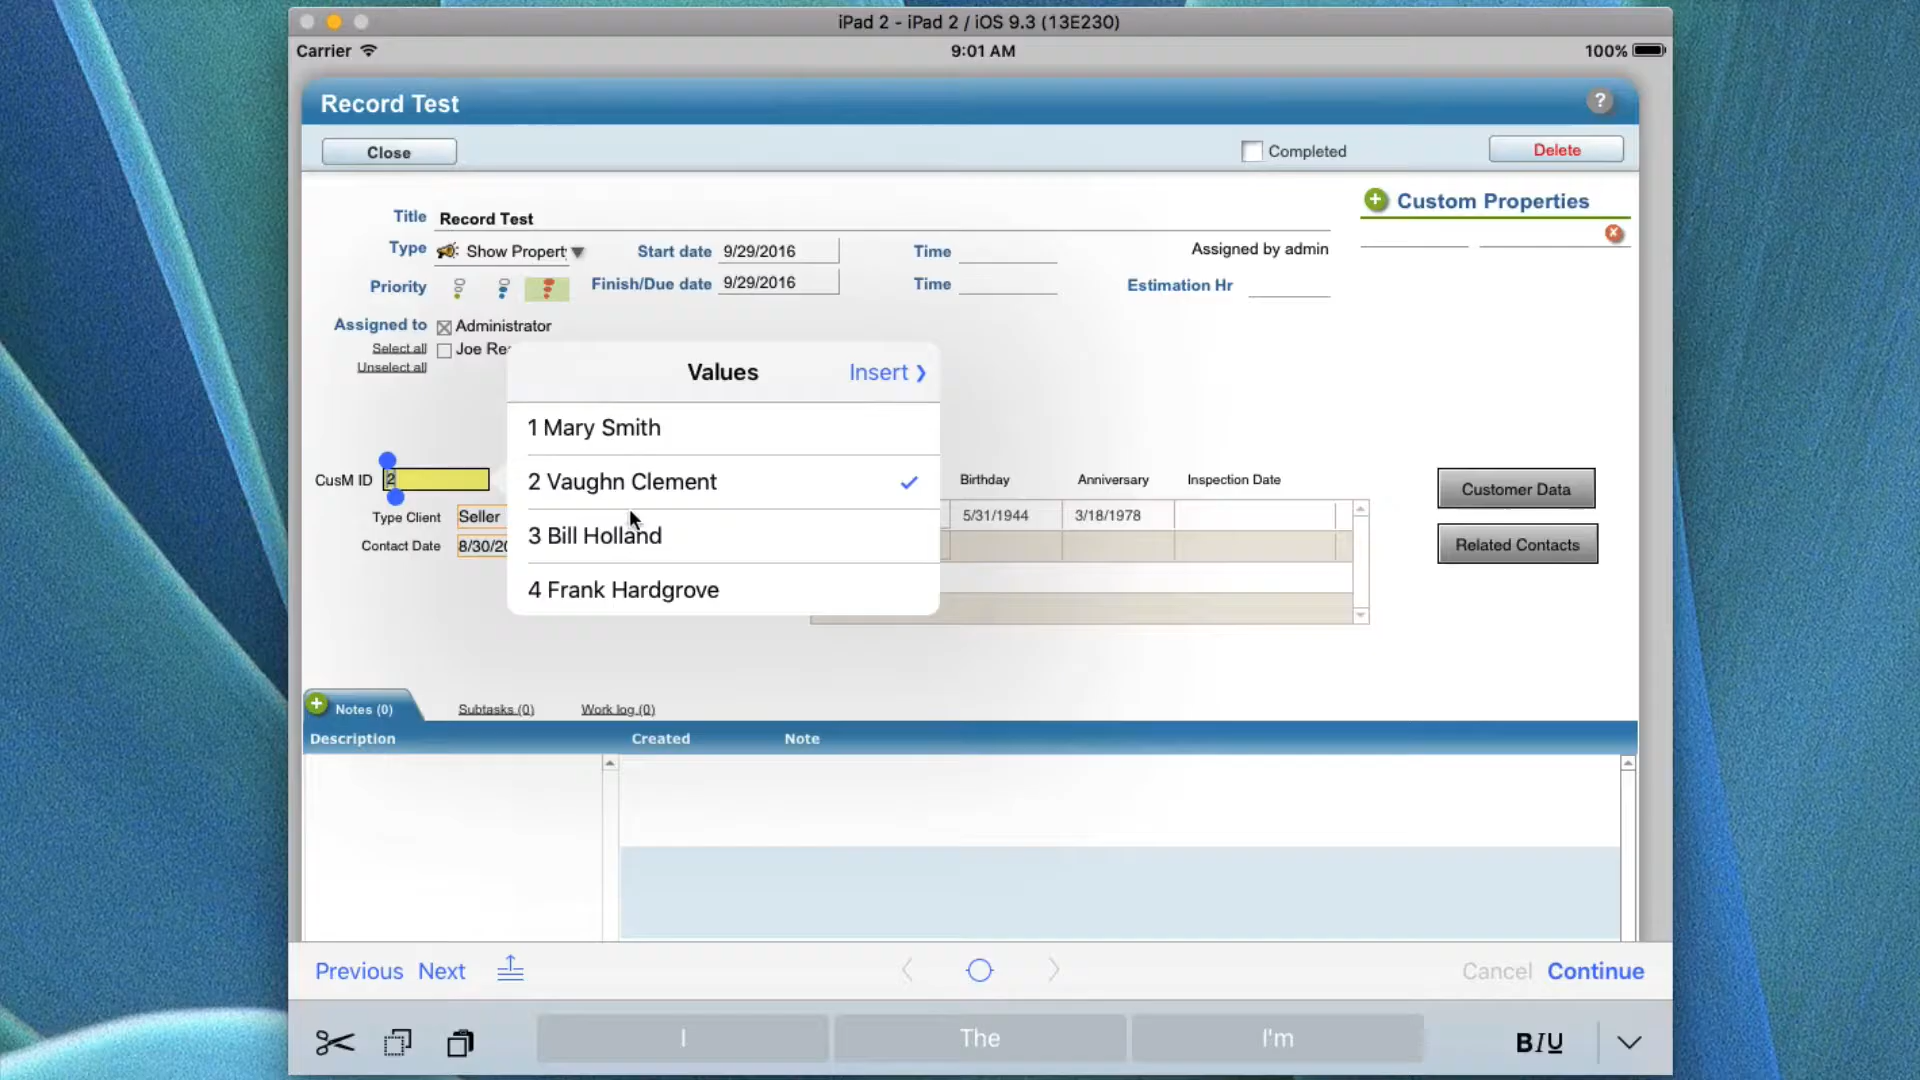 iPad 2 - iPad 2 / iOS 9.3 (13E230)
Carrier 9:01 AM 100%
Record Test ?
Close Completed Delete
Custom Properties
Title Record Test
Type Show Propert Start date 9/29/2016 Time Assigned by admin
Priority Finish/Due date 9/29/2016 Time Estimation Hr
Assigned to Administrator
Select all Joe Re
Unselect all
Values Insert
1 Mary Smith
2 Vaughn Clement
3 Bill Holland
4 Frank Hardgrove
CusM ID 2
Type Client Seller
Contact Date 8/30/20
Birthday Anniversary Inspection Date
5/31/1944 3/18/1978
Customer Data
Related Contacts
Notes (0) Subtasks (0) Work log (0)
Description Created Note
Previous Next Cancel Continue
I The I'm BIU